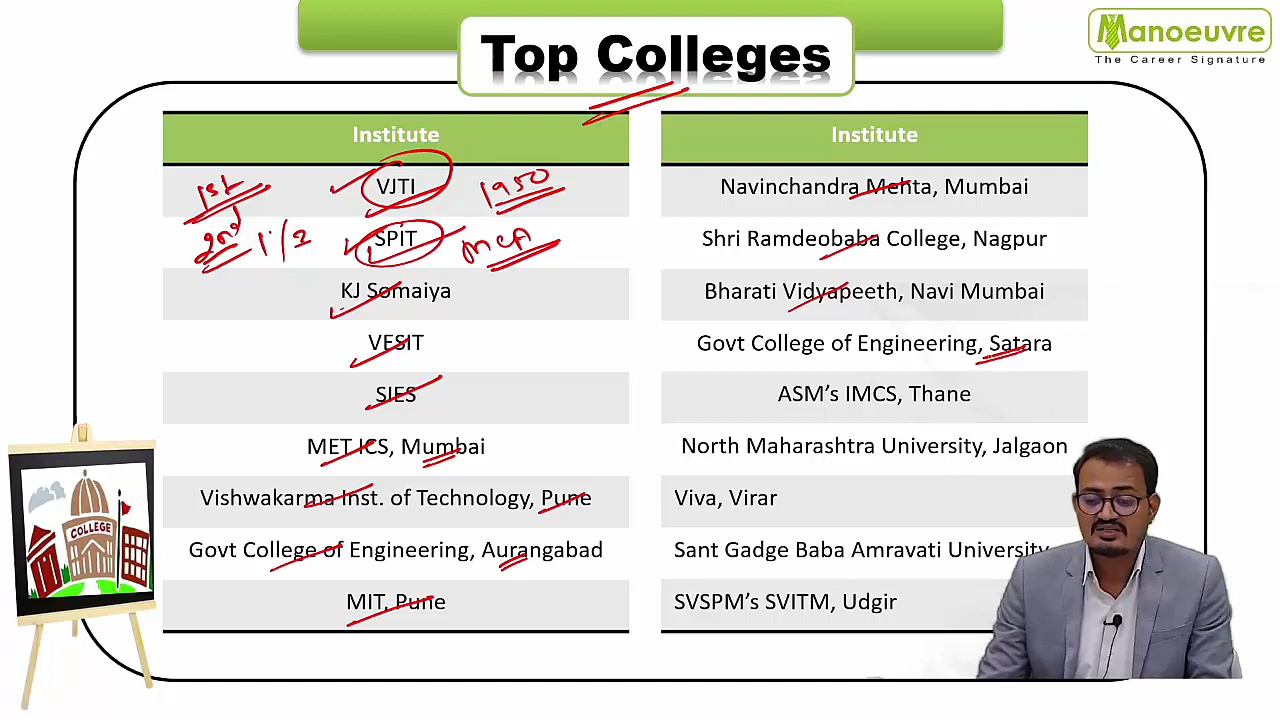 Top Colleges
Manoeuvre
The Career Signature
Institute
1st VJTI 1950
2nd 1/2 SPIT MCA
KJ Somaiya
VESIT
SIES
MET ICS, Mumbai
Vishwakarma Inst. of Technology, Pune
Govt College of Engineering, Aurangabad
MIT, Pune
Institute
Navinchandra Mehta, Mumbai
Shri Ramdeobaba College, Nagpur
Bharati Vidyapeeth, Navi Mumbai
Govt College of Engineering, Satara
ASM’s IMCS, Thane
North Maharashtra University, Jalgaon
Viva, Virar
Sant Gadge Baba Amravati University
SVSPM’s SVITM, Udgir
COLLEGE